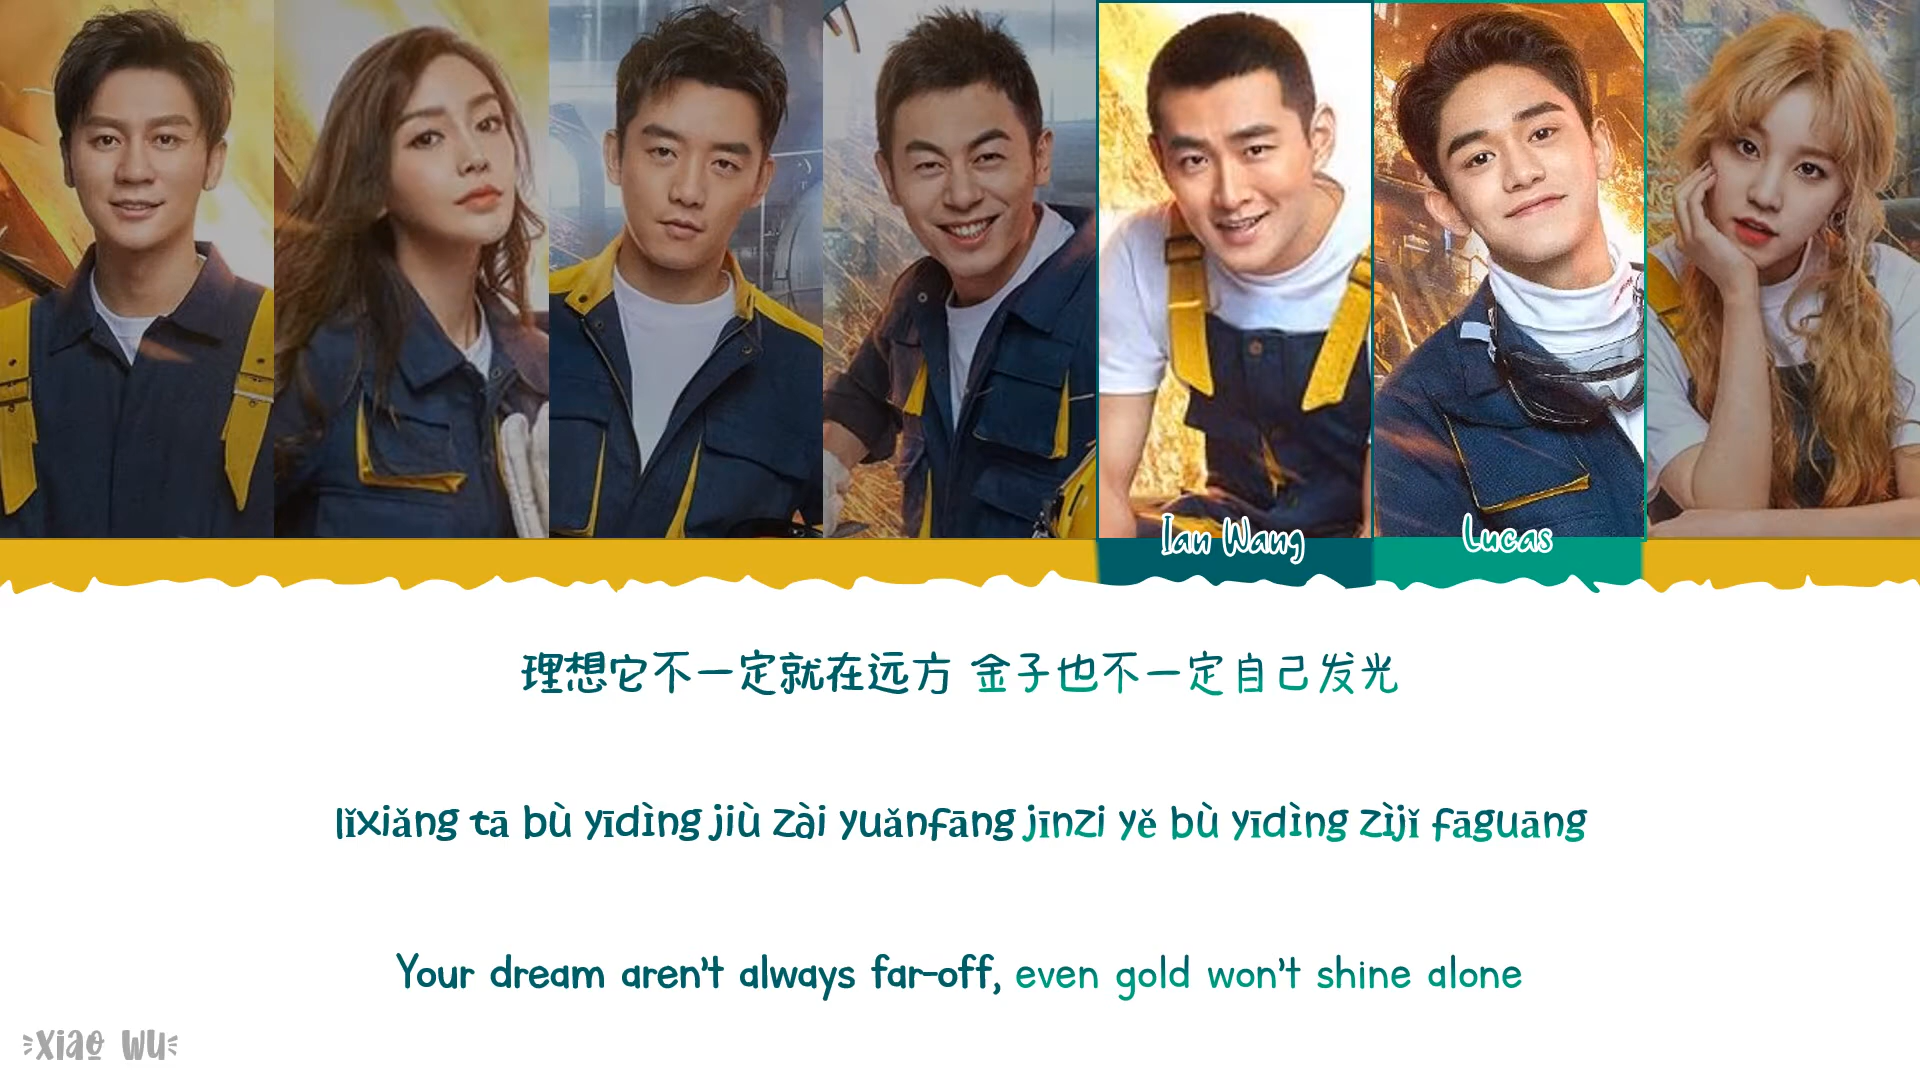 Ian Wang
Lucas
理想它不一定就在远方 金子也不一定自己发光
lǐxiǎng tā bù yīdìng jiù zài yuǎnfāng jīnzi yě bù yīdìng zìjǐ fāguāng
Your dream aren't always far-off, even gold won't shine alone
xiao wu